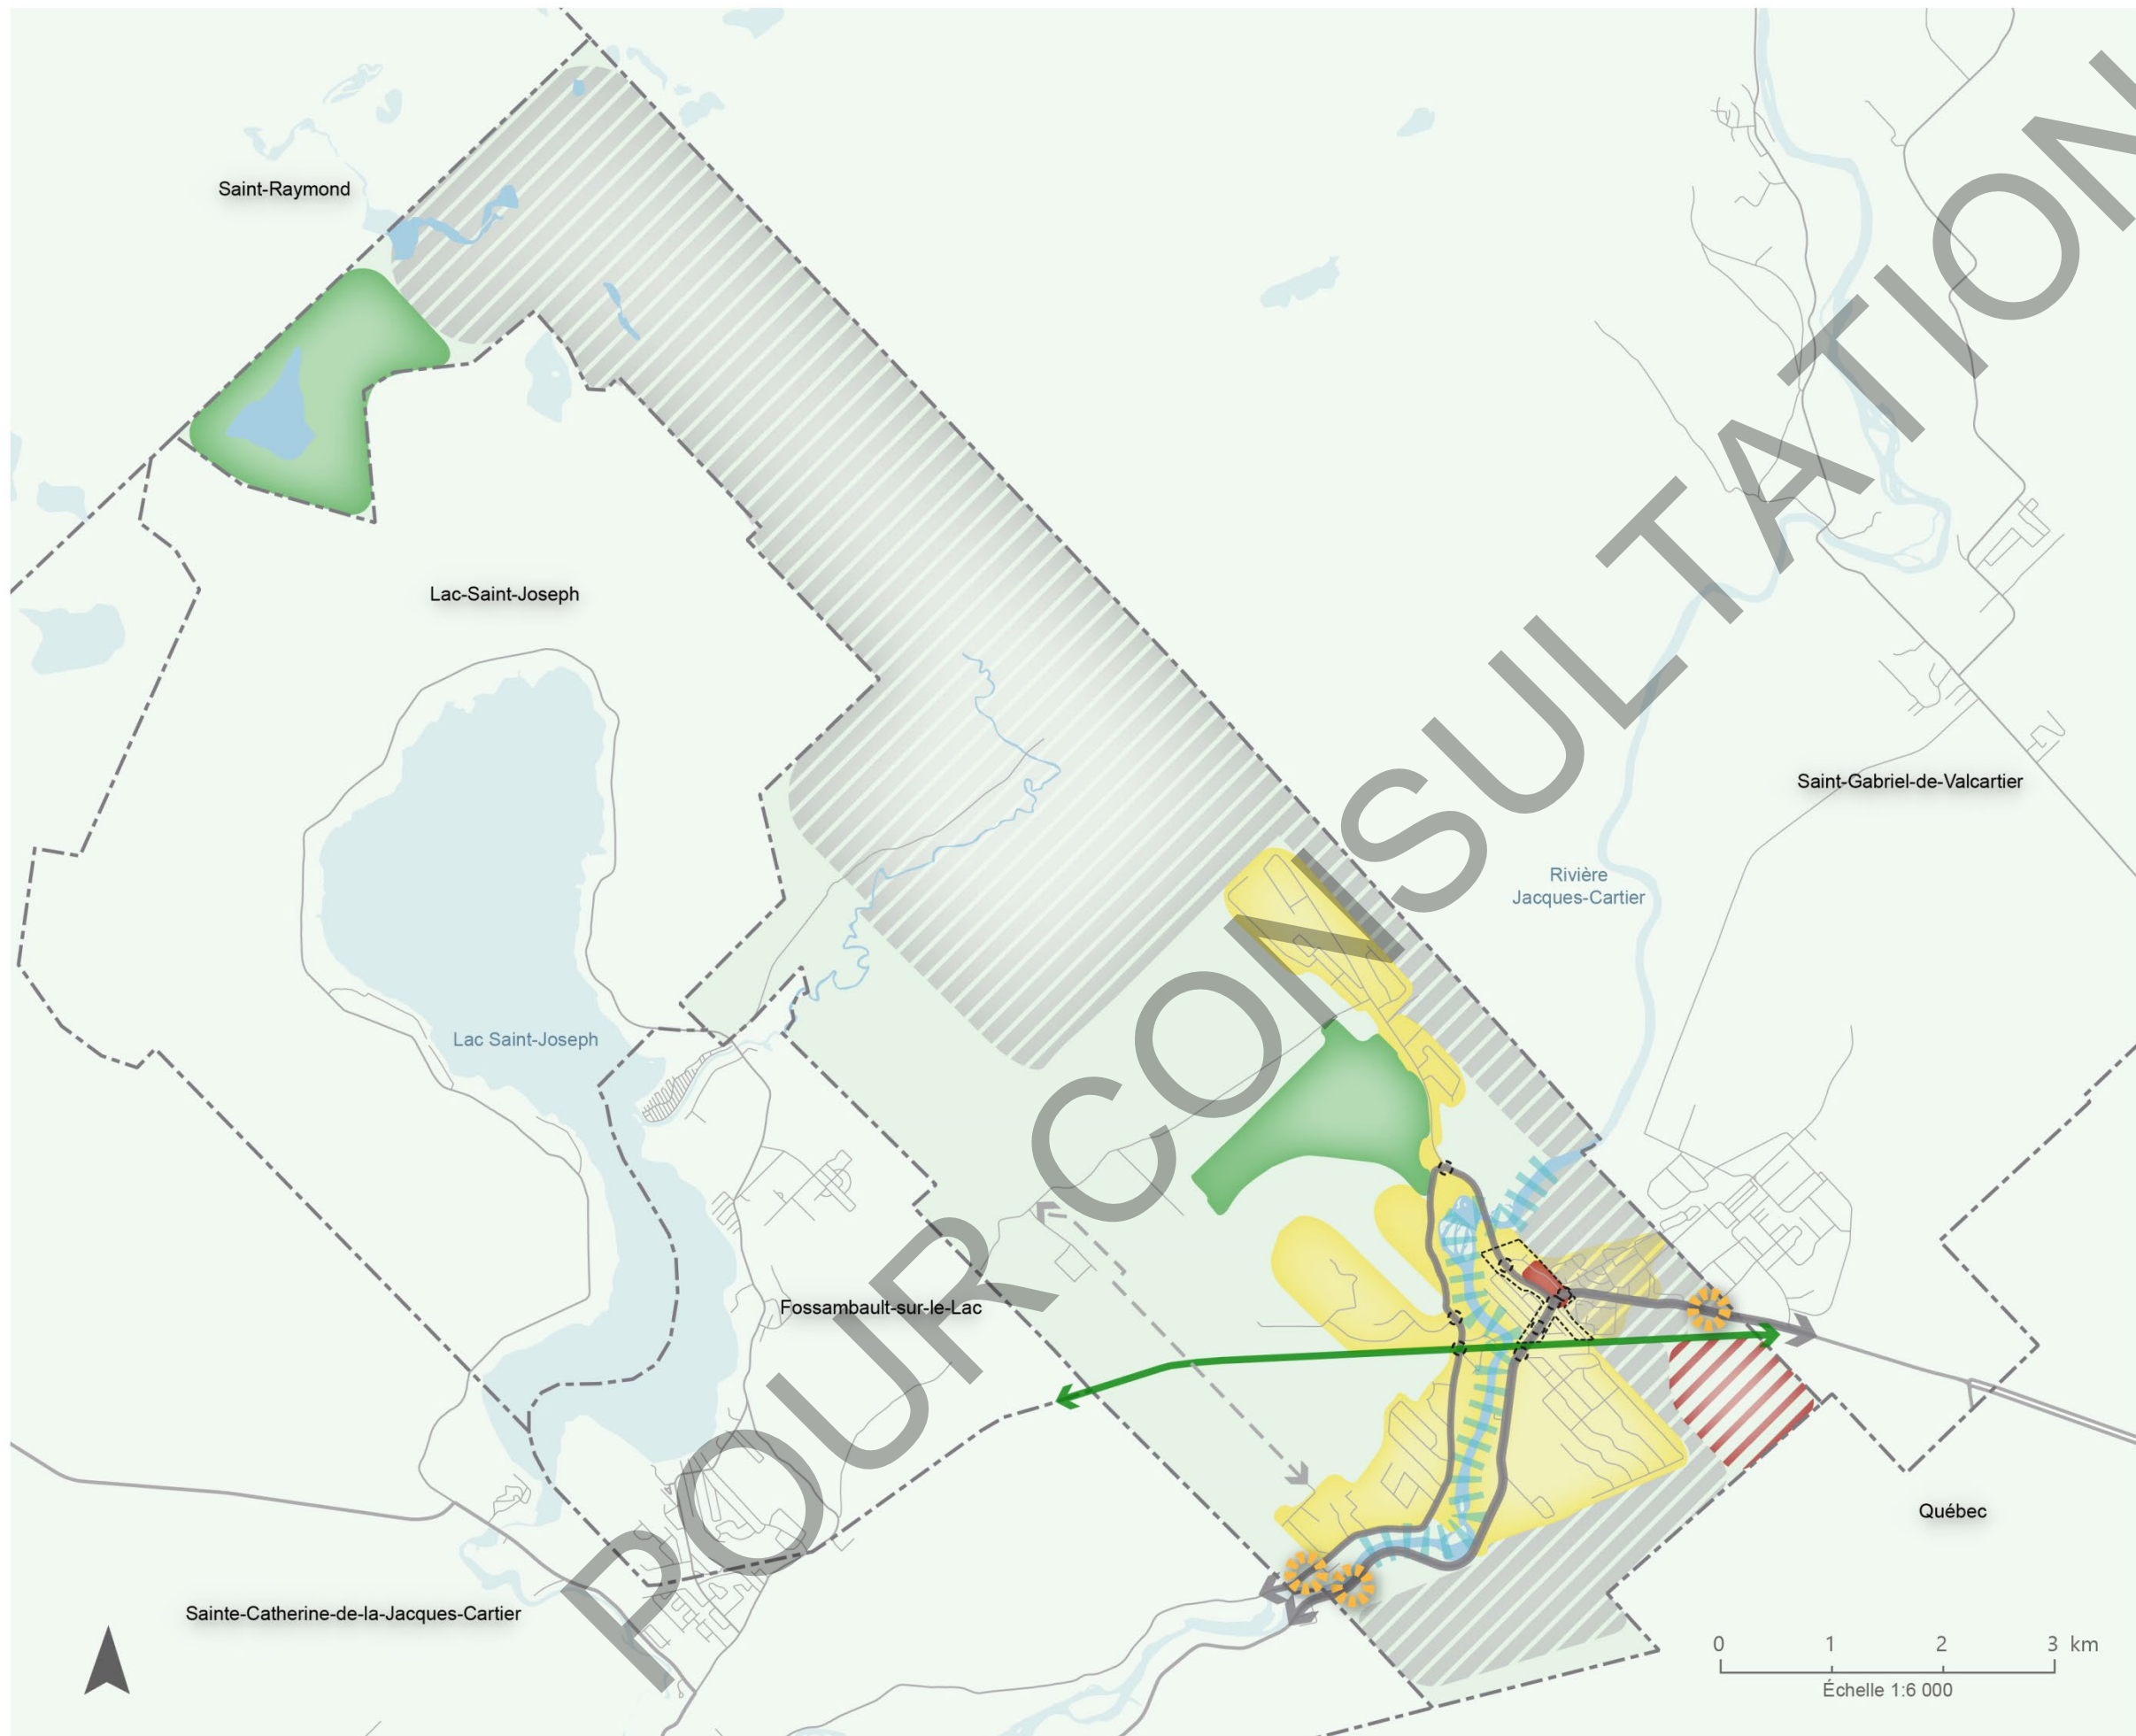 Saint-Raymond
Lac-Saint-Joseph
Saint-Gabriel-de-Valcartier
Rivière
Jacques-Cartier
Lac Saint-Joseph
Fossambault-sur-le-Lac
Québec
Sainte-Catherine-de-la-Jacques-Cartier
0 1 2 3 km
Échelle 1:6 000
POUR CONSULTATION